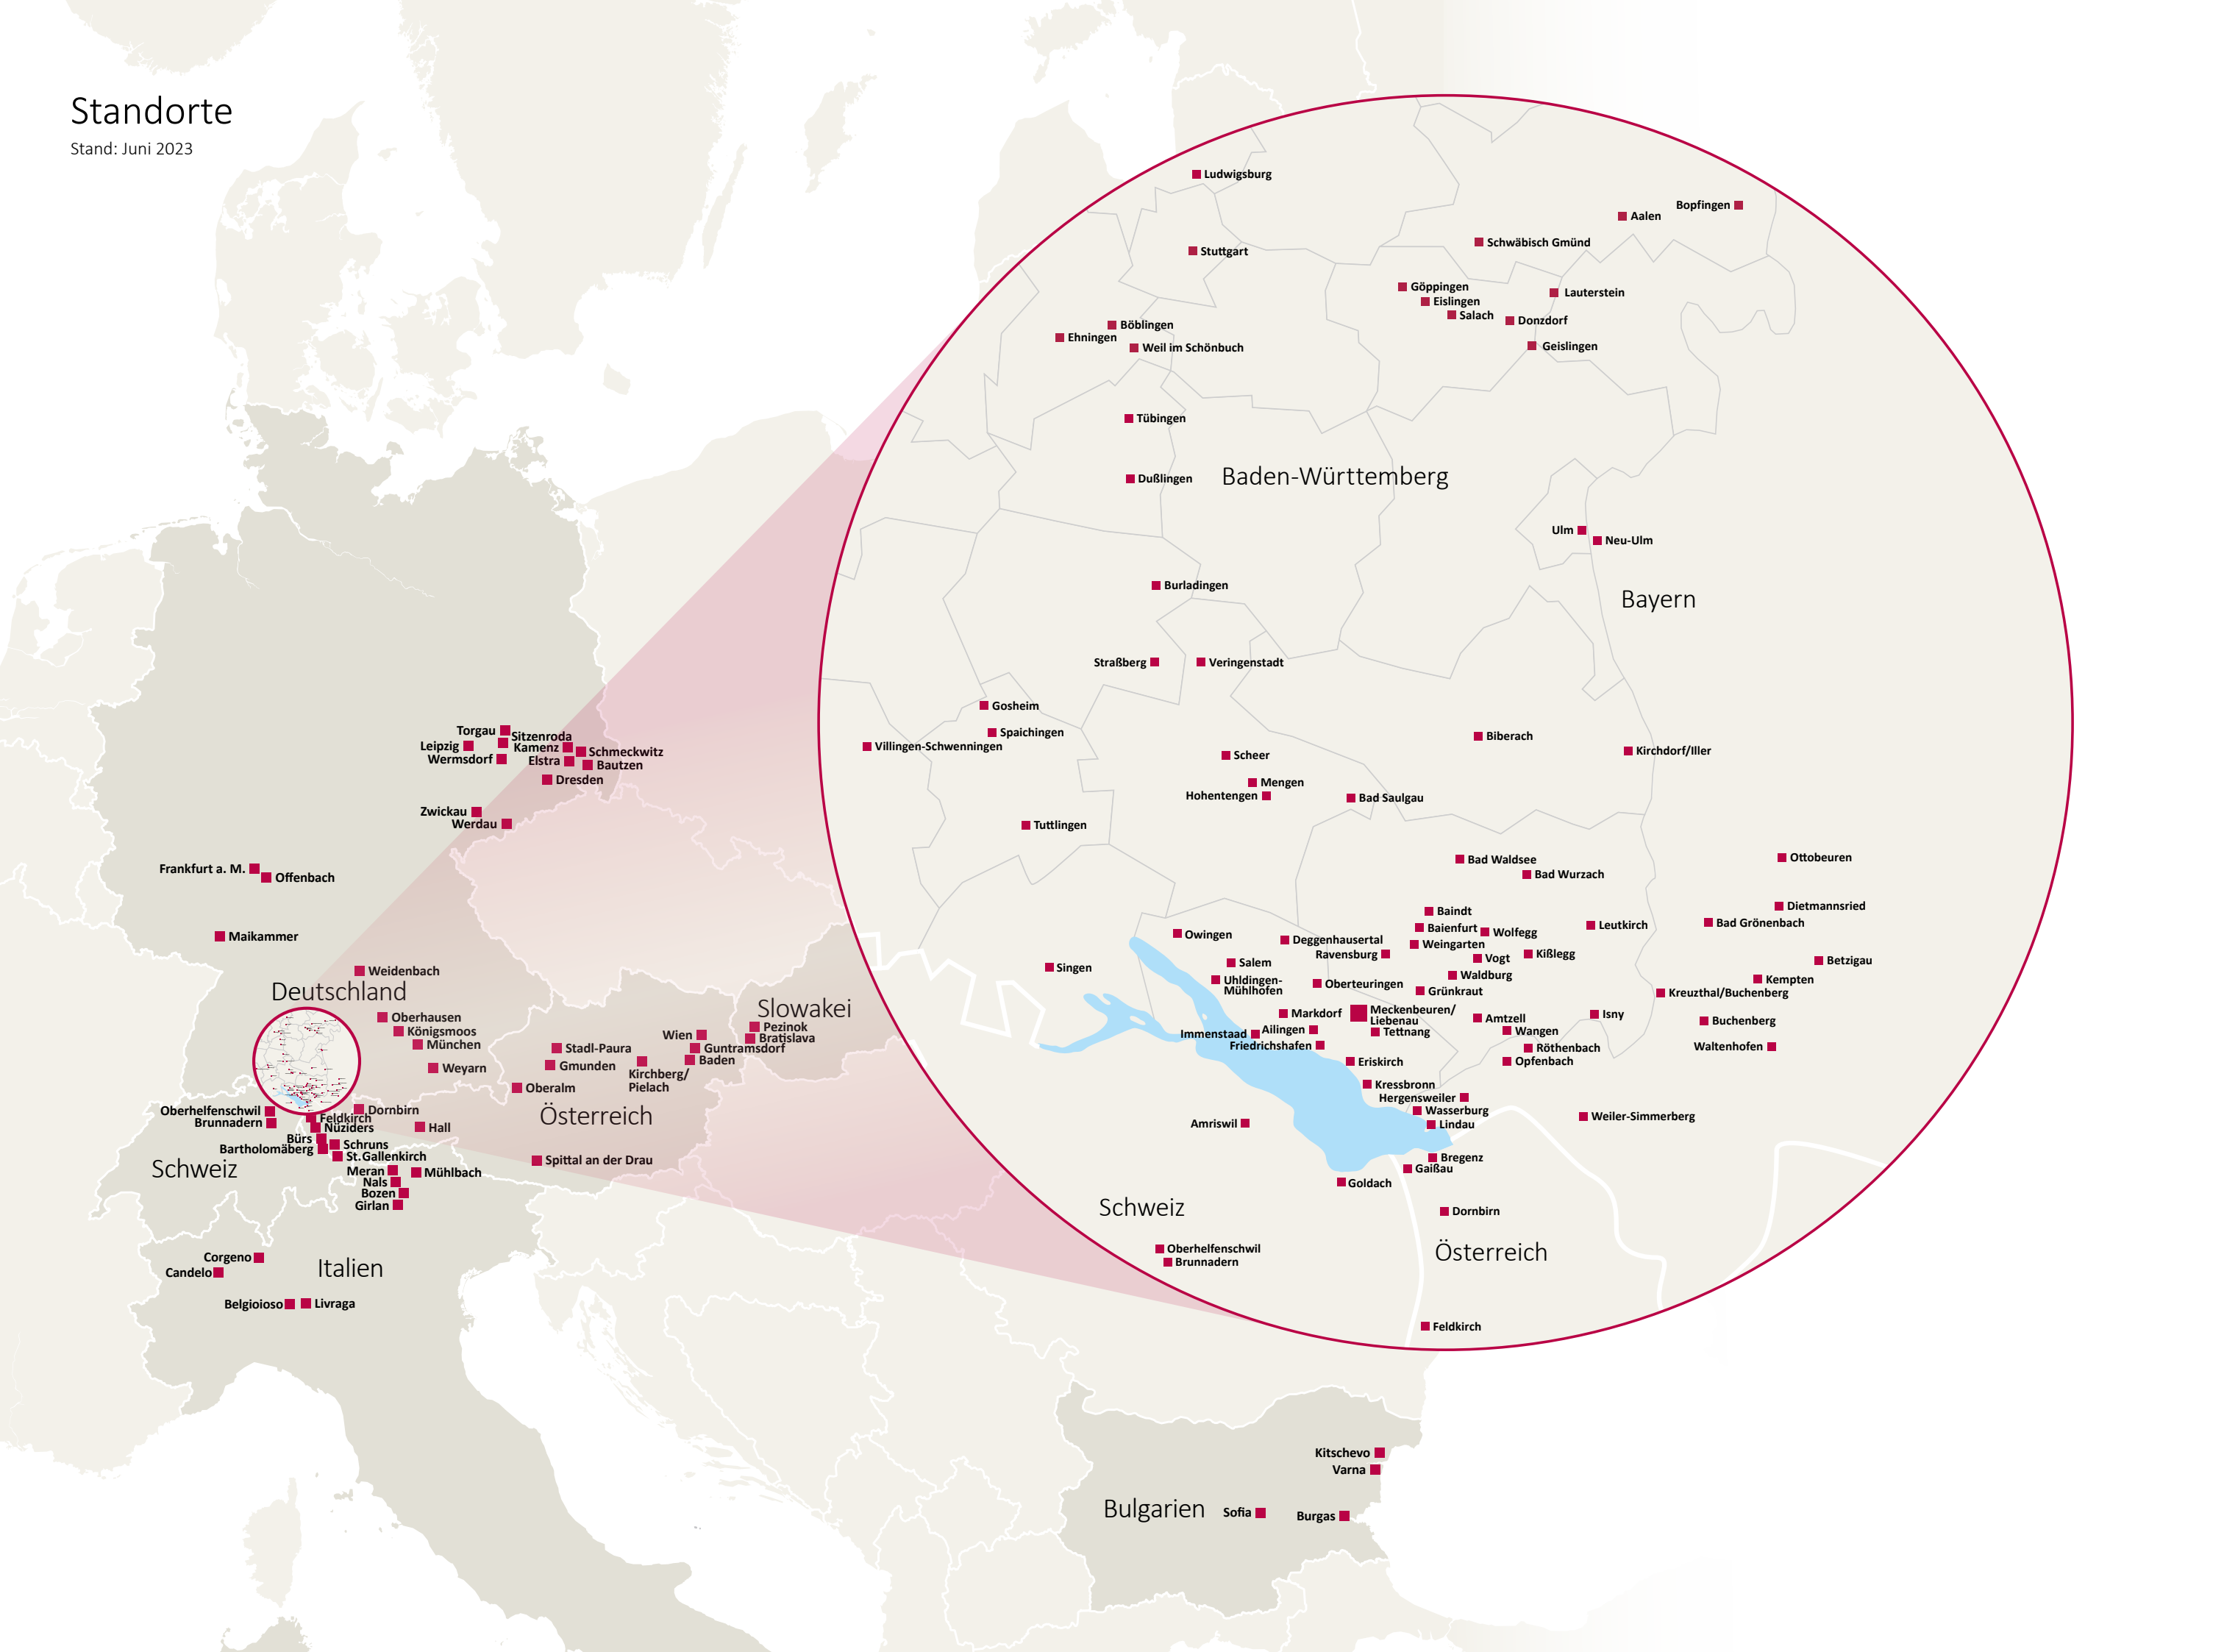 Standorte
Stand: Juni 2023
Ludwigsburg
Bopfingen
Aalen
Schwäbisch Gmünd
Stuttgart
Göppingen
Eislingen
Salach
Lauterstein
Donzdorf
Geislingen
Böblingen
Ehningen
Weil im Schönbuch
Tübingen
Dußlingen
Baden-Württemberg
Ulm
Neu-Ulm
Burladingen
Bayern
Straßberg
Veringenstadt
Gosheim
Spaichingen
Villingen-Schwenningen
Biberach
Kirchdorf/Iller
Scheer
Mengen
Hohentengen
Bad Saulgau
Tuttlingen
Bad Waldsee
Bad Wurzach
Ottobeuren
Dietmannsried
Bad Grönenbach
Baindt
Baienfurt
Wolfegg
Leutkirch
Owingen
Deggenhausertal
Weingarten
Ravensburg
Vogt
Kißlegg
Betzigau
Singen
Salem
Waldburg
Kempten
Uhldingen-
Mühlhofen
Oberteuringen
Grünkraut
Kreuzthal/Buchenberg
Markdorf
Meckenbeuren/
Liebenau
Amtzell
Isny
Buchenberg
Immenstaad
Ailingen
Tettnang
Wangen
Friedrichshafen
Röthenbach
Waltenhofen
Eriskirch
Opfenbach
Kressbronn
Hergensweiler
Wasserburg
Weiler-Simmerberg
Amriswil
Lindau
Bregenz
Gaißau
Goldach
Schweiz
Dornbirn
Oberhelfenschwil
Brunnadern
Österreich
Feldkirch
Torgau
Sitzenroda
Leipzig
Kamenz
Schmeckwitz
Wermsdorf
Elstra
Bautzen
Dresden
Zwickau
Werdau
Frankfurt a. M.
Offenbach
Maikammer
Weidenbach
Deutschland
Oberhausen
Königsmoos
München
Weyarn
Slowakei
Pezinok
Bratislava
Wien
Guntramsdorf
Baden
Stadl-Paura
Gmunden
Kirchberg/
Pielach
Oberalm
Österreich
Oberhelfenschwil
Brunnadern
Dornbirn
Feldkirch
Nüziders
Hall
Bürs
Schruns
Bartholomäberg
St.Gallenkirch
Spittal an der Drau
Schweiz
Meran
Mühlbach
Nals
Bozen
Girlan
Corgeno
Candelo
Italien
Belgioioso
Livraga
Kitschevo
Varna
Bulgarien
Sofia
Burgas